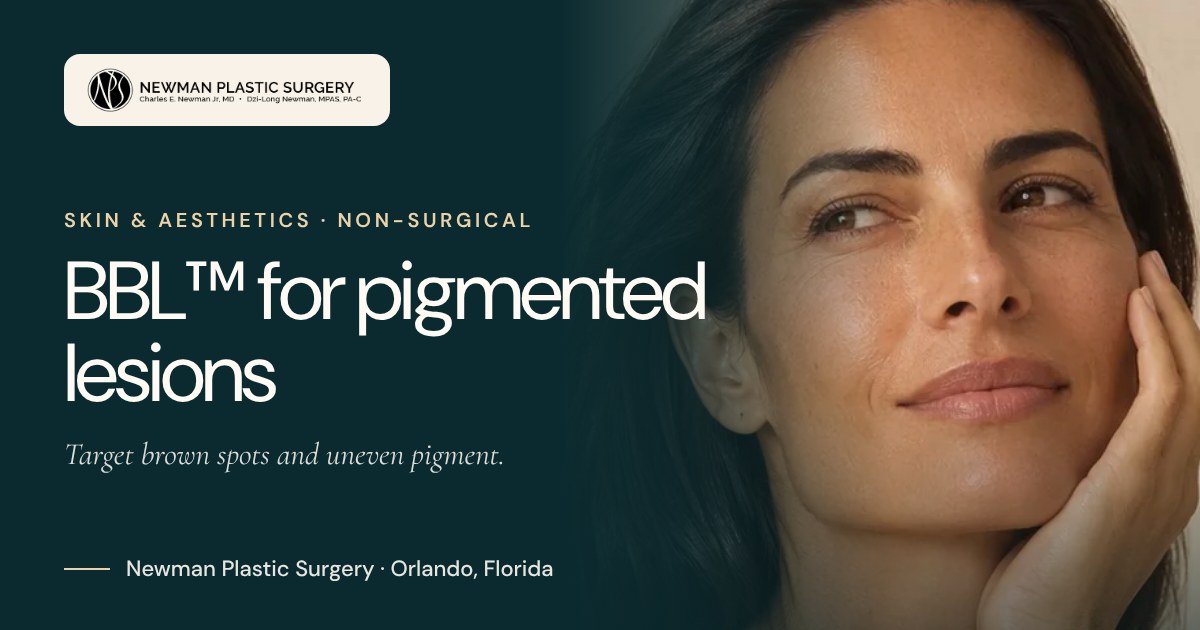 NPS
NEWMAN PLASTIC SURGERY
Charles E. Newman Jr, MD • Dzi-Long Newman, MPAS, PA-C
SKIN & AESTHETICS · NON-SURGICAL
BBL™ for pigmented
lesions
Target brown spots and uneven pigment.
Newman Plastic Surgery · Orlando, Florida